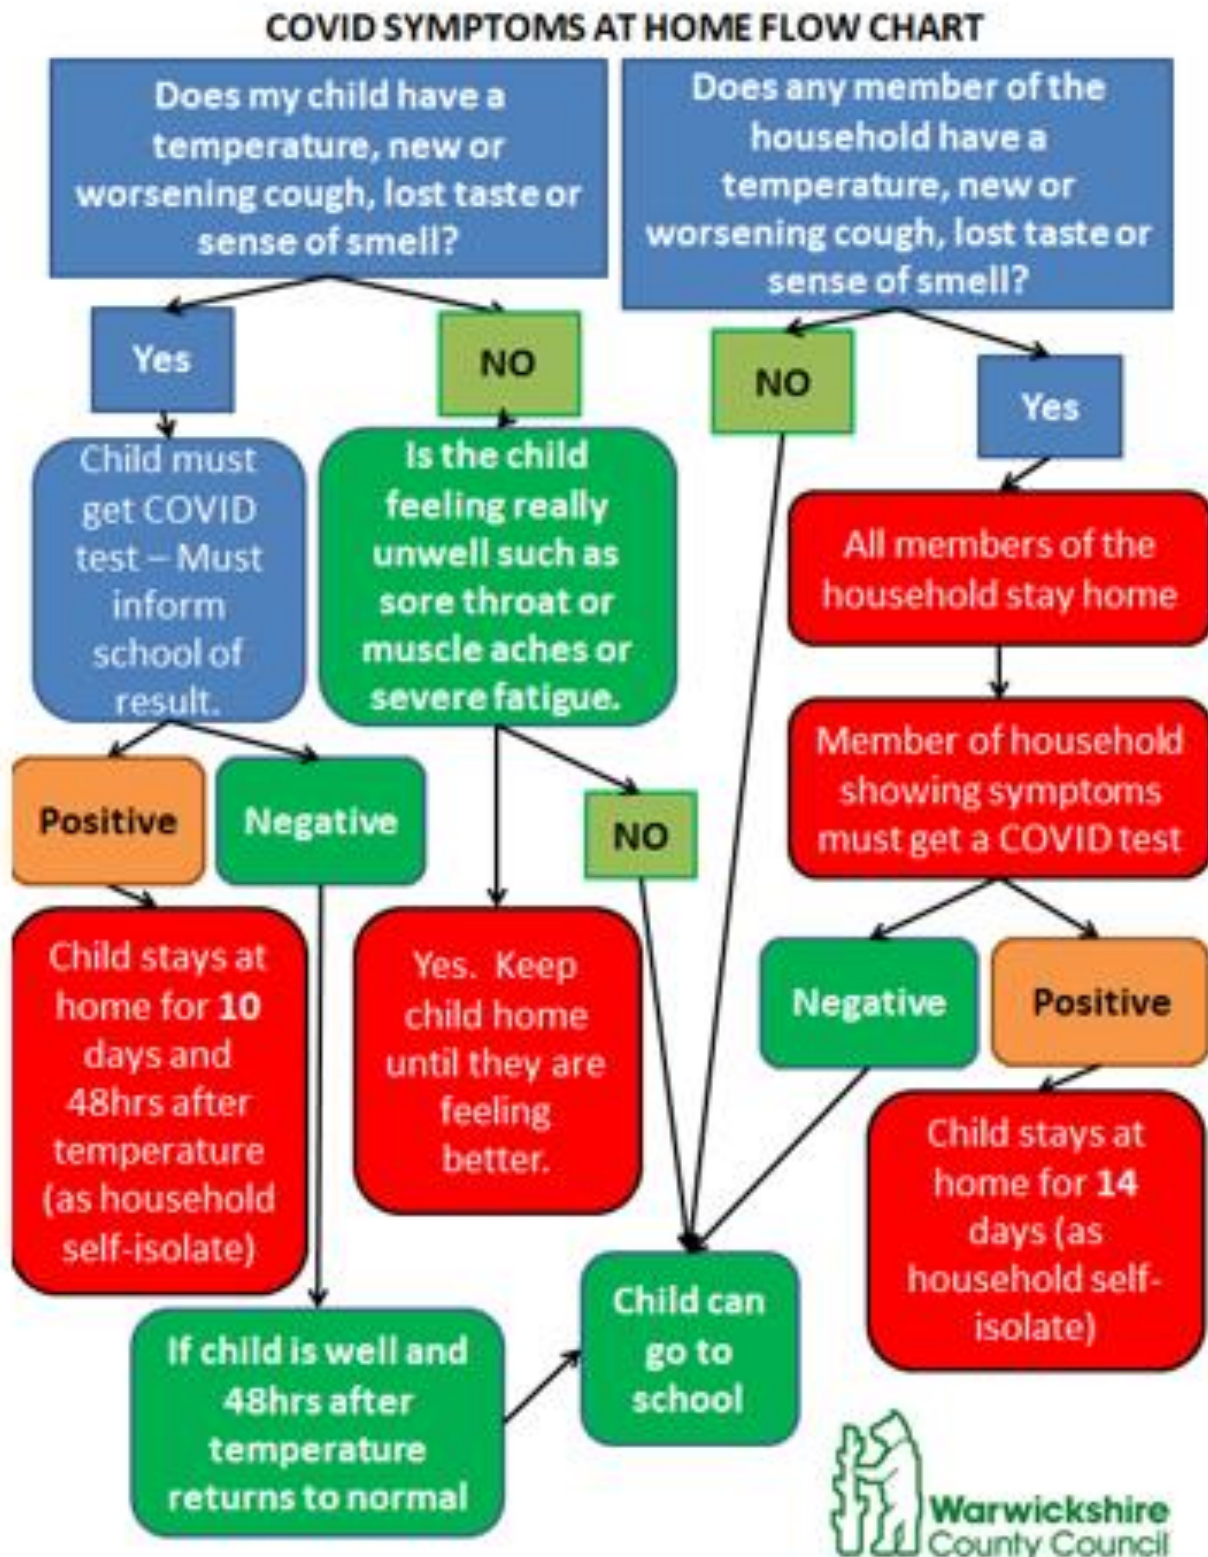 COVID SYMPTOMS AT HOME FLOW CHART
Does my child have a
temperature, new or
worsening cough, lost taste or
sense of smell?
Does any member of the
household have a
temperature, new or
worsening cough, lost taste or
sense of smell?
Yes
NO
NO
Yes
Child must
get COVID
test – Must
inform
school of
result.
Is the child
feeling really
unwell such as
sore throat or
muscle aches or
severe fatigue.
All members of the
household stay home
Member of household
showing symptoms
must get a COVID test
Positive
Negative
NO
Negative
Positive
Child stays at
home for 10
days and
48hrs after
temperature
(as household
self-isolate)
Yes. Keep
child home
until they are
feeling
better.
Child stays at
home for 14
days (as
household self-
isolate)
If child is well and
48hrs after
temperature
returns to normal
Child can
go to
school
Warwickshire
County Council